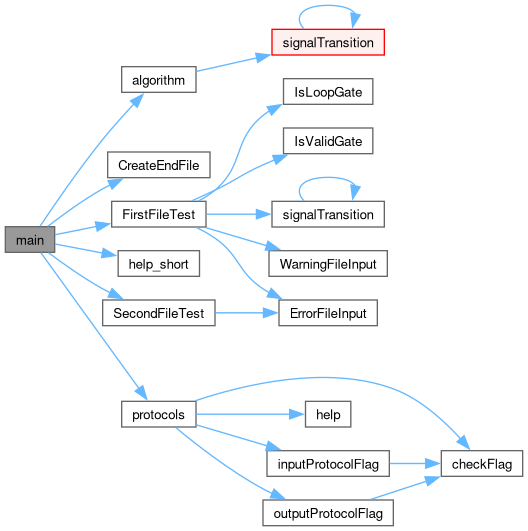 signalTransition
algorithm
IsLoopGate
IsValidGate
CreateEndFile
FirstFileTest
signalTransition
main
help_short
WarningFileInput
SecondFileTest
ErrorFileInput
protocols
help
inputProtocolFlag
checkFlag
outputProtocolFlag